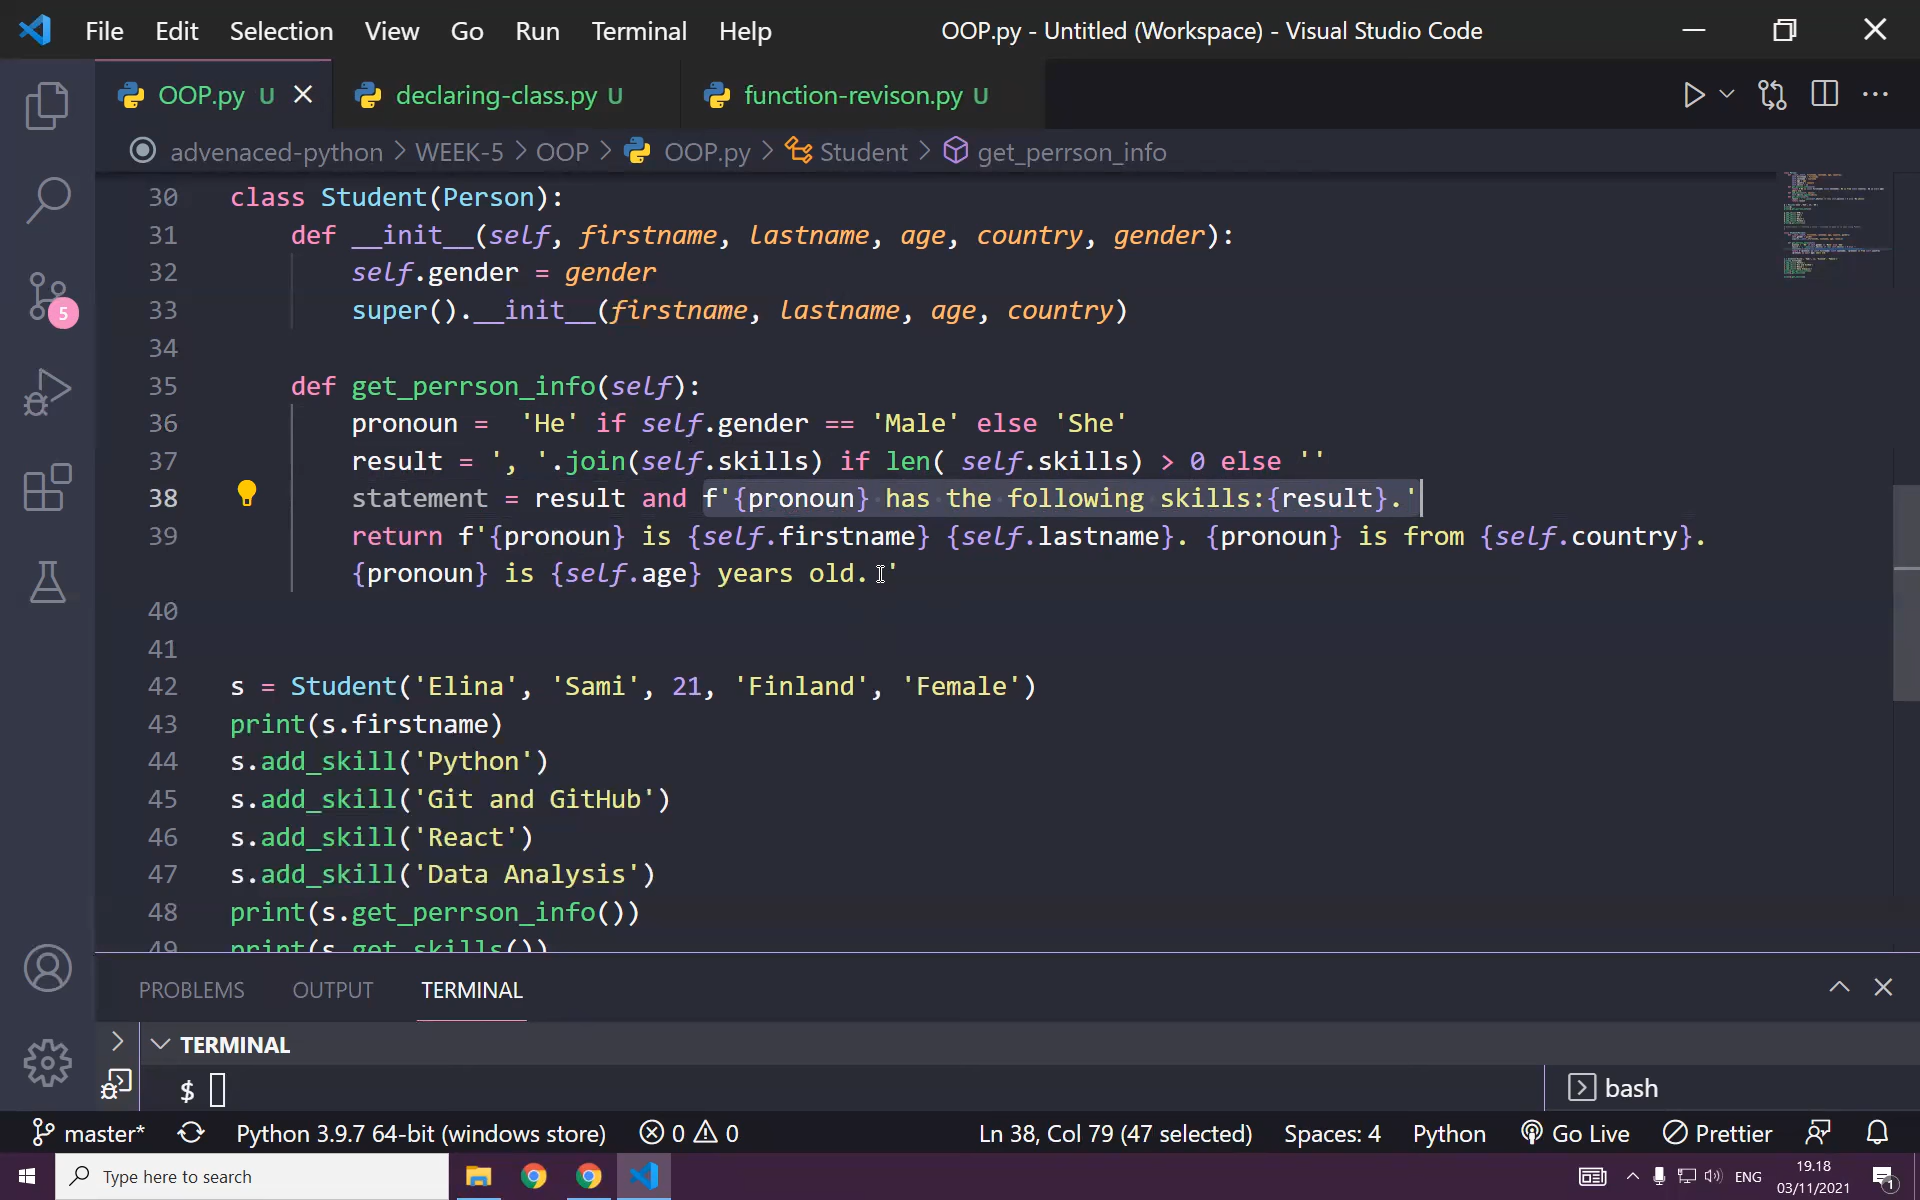 File Edit Selection View Go Run Terminal Help OOP.py - Untitled (Workspace) - Visual Studio Code
OOP.py U declaring-class.py U function-revison.py U
advenaced-python > WEEK-5 > OOP > OOP.py > Student > get_perrson_info
30 class Student(Person):
31 def __init__(self, firstname, lastname, age, country, gender):
32 self.gender = gender
33 super().__init__(firstname, lastname, age, country)
34
35 def get_perrson_info(self):
36 pronoun =  'He' if self.gender == 'Male' else 'She'
37 result = ', '.join(self.skills) if len( self.skills) > 0 else ''
38 statement = result and f'{pronoun} has the following skills:{result}.'
39 return f'{pronoun} is {self.firstname} {self.lastname}. {pronoun} is from {self.country}.
{pronoun} is {self.age} years old. '
40
41
42 s = Student('Elina', 'Sami', 21, 'Finland', 'Female')
43 print(s.firstname)
44 s.add_skill('Python')
45 s.add_skill('Git and GitHub')
46 s.add_skill('React')
47 s.add_skill('Data Analysis')
48 print(s.get_perrson_info())
49 print(s.get_skills())
5
PROBLEMS OUTPUT TERMINAL
TERMINAL
$
bash
master* Python 3.9.7 64-bit (windows store) 0 0 Ln 38, Col 79 (47 selected) Spaces: 4 Python Go Live Prettier
Type here to search ENG 19.18
03/11/2021
1